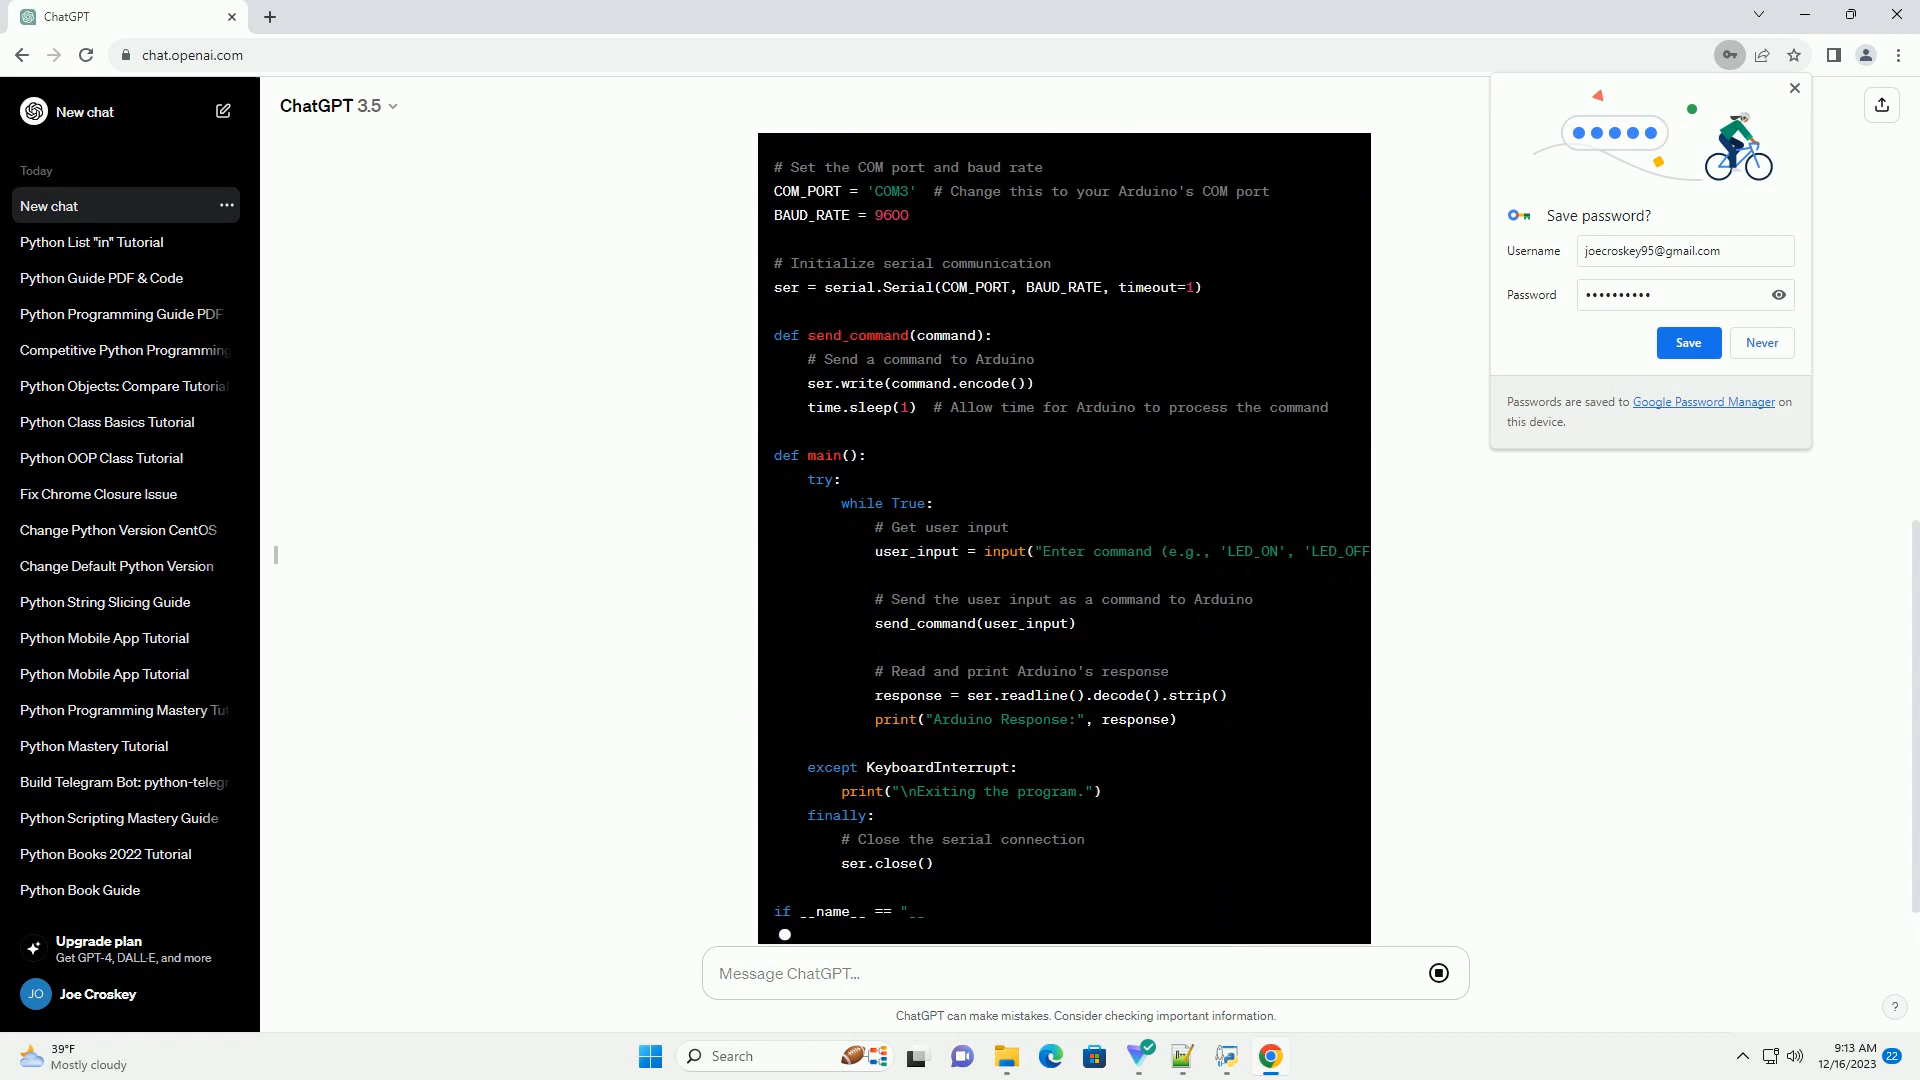 ChatGPT
chat.openai.com
New chat
Today
New chat
Python List "in" Tutorial
Python Guide PDF & Code
Python Programming Guide PDF
Competitive Python Programming
Python Objects: Compare Tutorial
Python Class Basics Tutorial
Python OOP Class Tutorial
Fix Chrome Closure Issue
Change Python Version CentOS
Change Default Python Version
Python String Slicing Guide
Python Mobile App Tutorial
Python Mobile App Tutorial
Python Programming Mastery Tut
Python Mastery Tutorial
Build Telegram Bot: python-telegr
Python Scripting Mastery Guide
Python Books 2022 Tutorial
Python Book Guide
Upgrade plan
Get GPT-4, DALL·E, and more
JO Joe Croskey
ChatGPT 3.5
# Set the COM port and baud rate
COM_PORT = 'COM3'  # Change this to your Arduino's COM port
BAUD_RATE = 9600
# Initialize serial communication
ser = serial.Serial(COM_PORT, BAUD_RATE, timeout=1)
def send_command(command):
# Send a command to Arduino
ser.write(command.encode())
time.sleep(1)  # Allow time for Arduino to process the command
def main():
try:
while True:
# Get user input
user_input = input("Enter command (e.g., 'LED_ON', 'LED_OFF
# Send the user input as a command to Arduino
send_command(user_input)
# Read and print Arduino's response
response = ser.readline().decode().strip()
print("Arduino Response:", response)
except KeyboardInterrupt:
print("\nExiting the program.")
finally:
# Close the serial connection
ser.close()
if __name__ == "__
Message ChatGPT...
ChatGPT can make mistakes. Consider checking important information.
?
Save password?
Username joecroskey95@gmail.com
Password ••••••••••
Save Never
Passwords are saved to Google Password Manager on
this device.
39°F
Mostly cloudy
Search
9:13 AM
12/16/2023
22